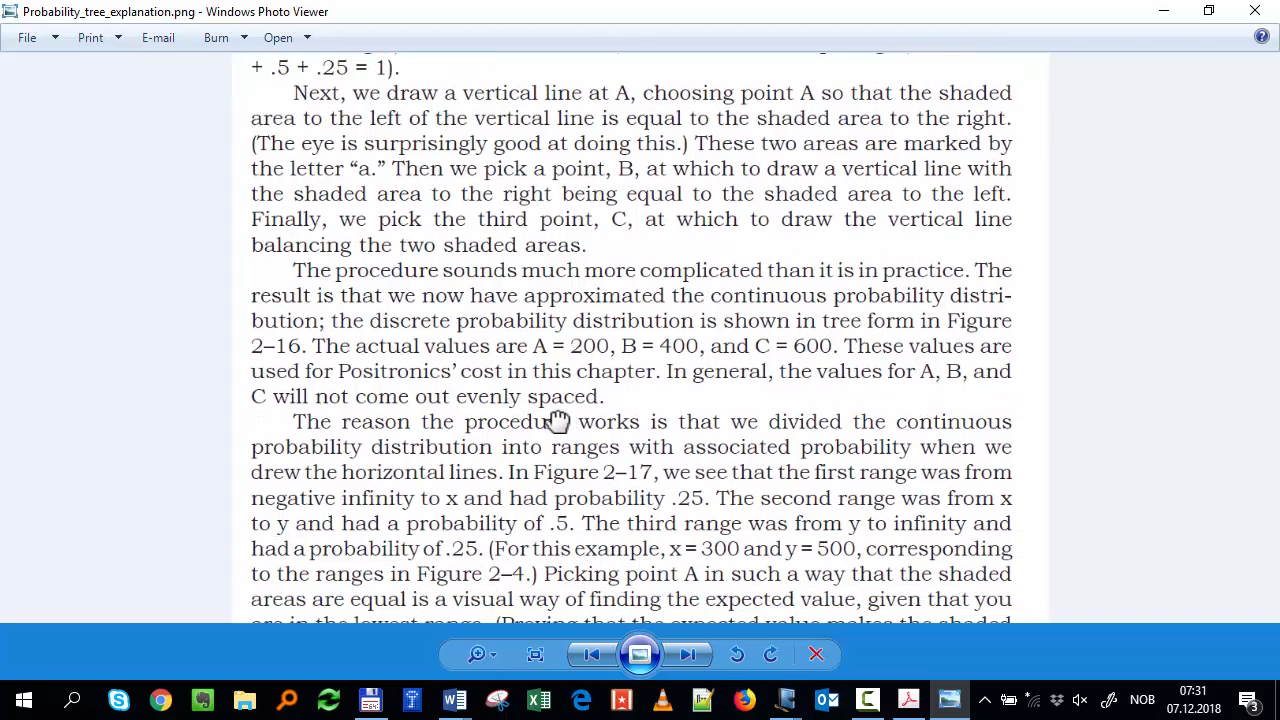 Probability_tree_explanation.png - Windows Photo Viewer
File Print E-mail Burn Open
+ .5 + .25 = 1).
Next, we draw a vertical line at A, choosing point A so that the shaded
area to the left of the vertical line is equal to the shaded area to the right.
(The eye is surprisingly good at doing this.) These two areas are marked by
the letter “a.” Then we pick a point, B, at which to draw a vertical line with
the shaded area to the right being equal to the shaded area to the left.
Finally, we pick the third point, C, at which to draw the vertical line
balancing the two shaded areas.
The procedure sounds much more complicated than it is in practice. The
result is that we now have approximated the continuous probability distri-
bution; the discrete probability distribution is shown in tree form in Figure
2–16. The actual values are A = 200, B = 400, and C = 600. These values are
used for Positronics’ cost in this chapter. In general, the values for A, B, and
C will not come out evenly spaced.
The reason the procedure works is that we divided the continuous
probability distribution into ranges with associated probability when we
drew the horizontal lines. In Figure 2–17, we see that the first range was from
negative infinity to x and had probability .25. The second range was from x
to y and had a probability of .5. The third range was from y to infinity and
had a probability of .25. (For this example, x = 300 and y = 500, corresponding
to the ranges in Figure 2–4.) Picking point A in such a way that the shaded
areas are equal is a visual way of finding the expected value, given that you
are in the lowest range. (Proving that the expected value makes the shaded
NOB
07:31
07.12.2018
3